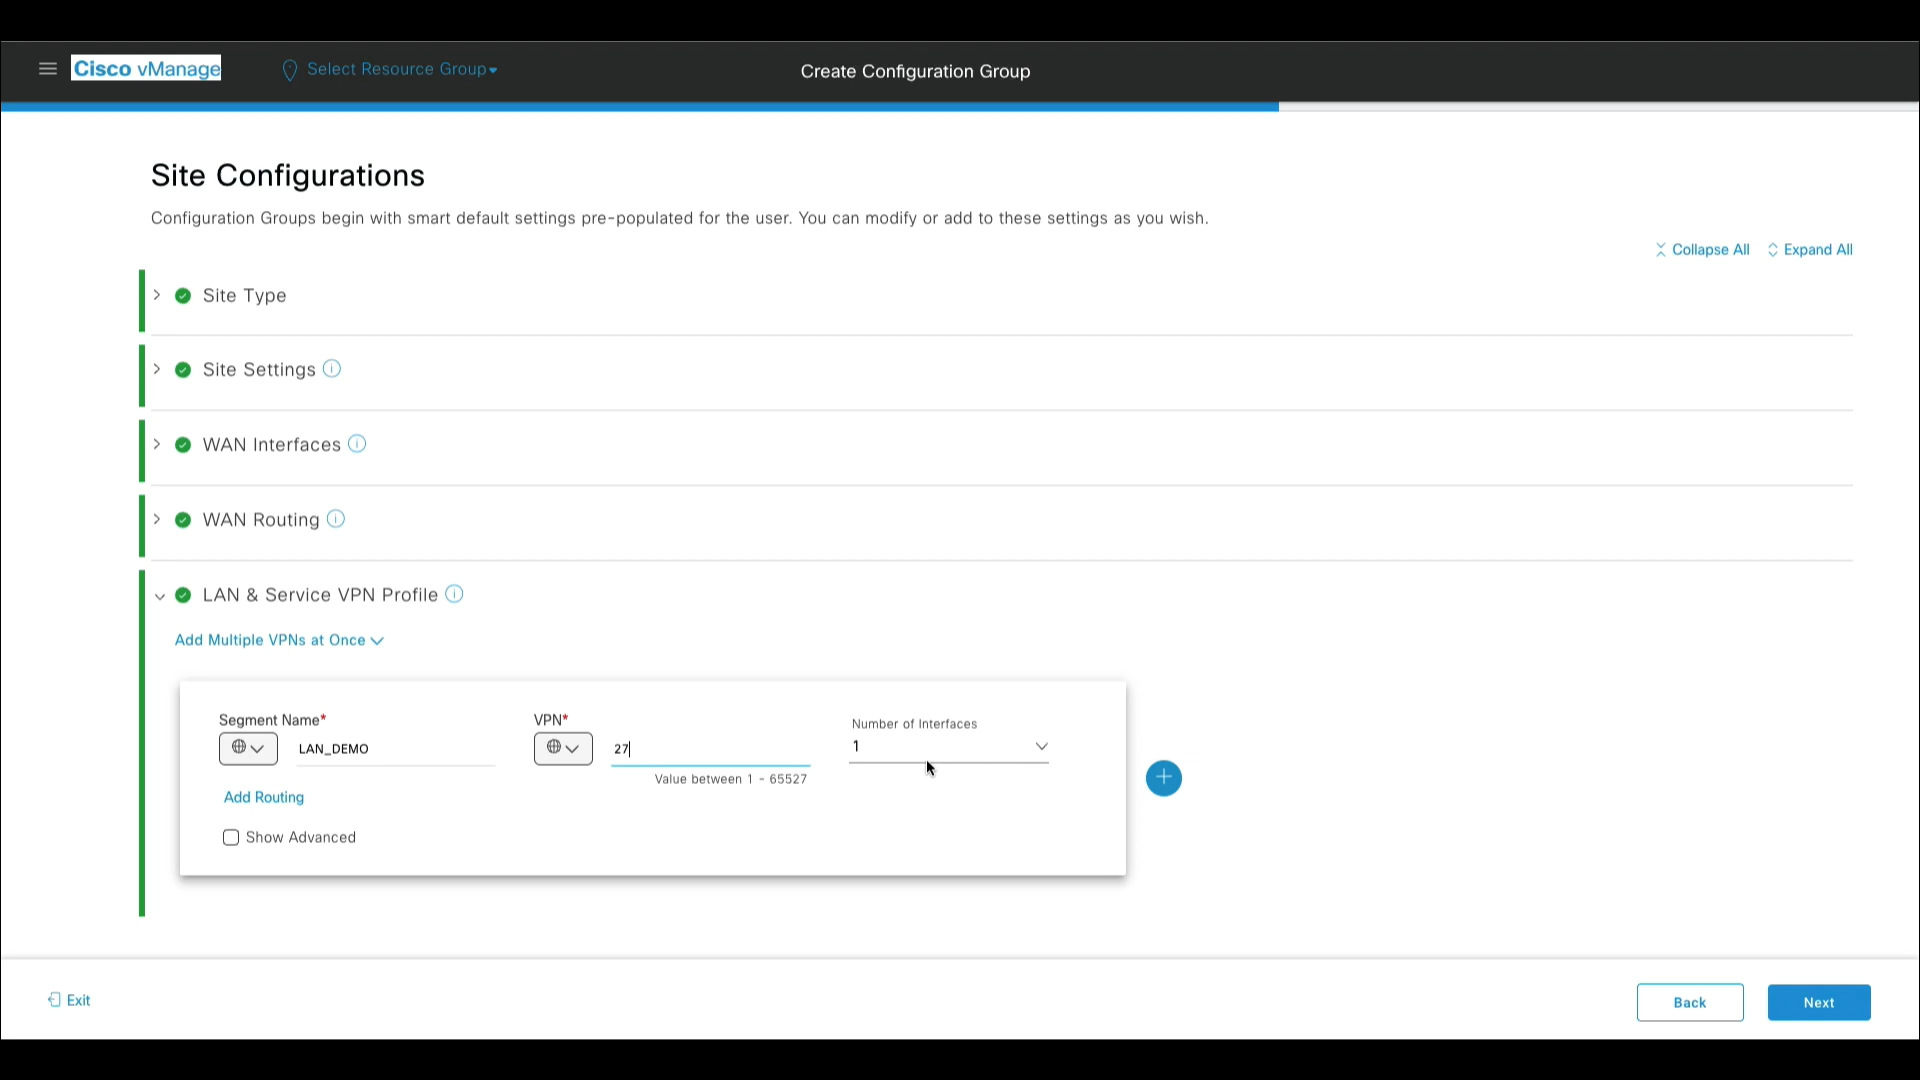 Cisco vManage
Select Resource Group
Create Configuration Group
Site Configurations
Configuration Groups begin with smart default settings pre-populated for the user. You can modify or add to these settings as you wish.
Collapse All
Expand All
Site Type
Site Settings
WAN Interfaces
WAN Routing
LAN & Service VPN Profile
Add Multiple VPNs at Once
Segment Name*
VPN*
Number of Interfaces
LAN_DEMO
27
1
Value between 1 - 65527
Add Routing
Show Advanced
Exit
Back
Next